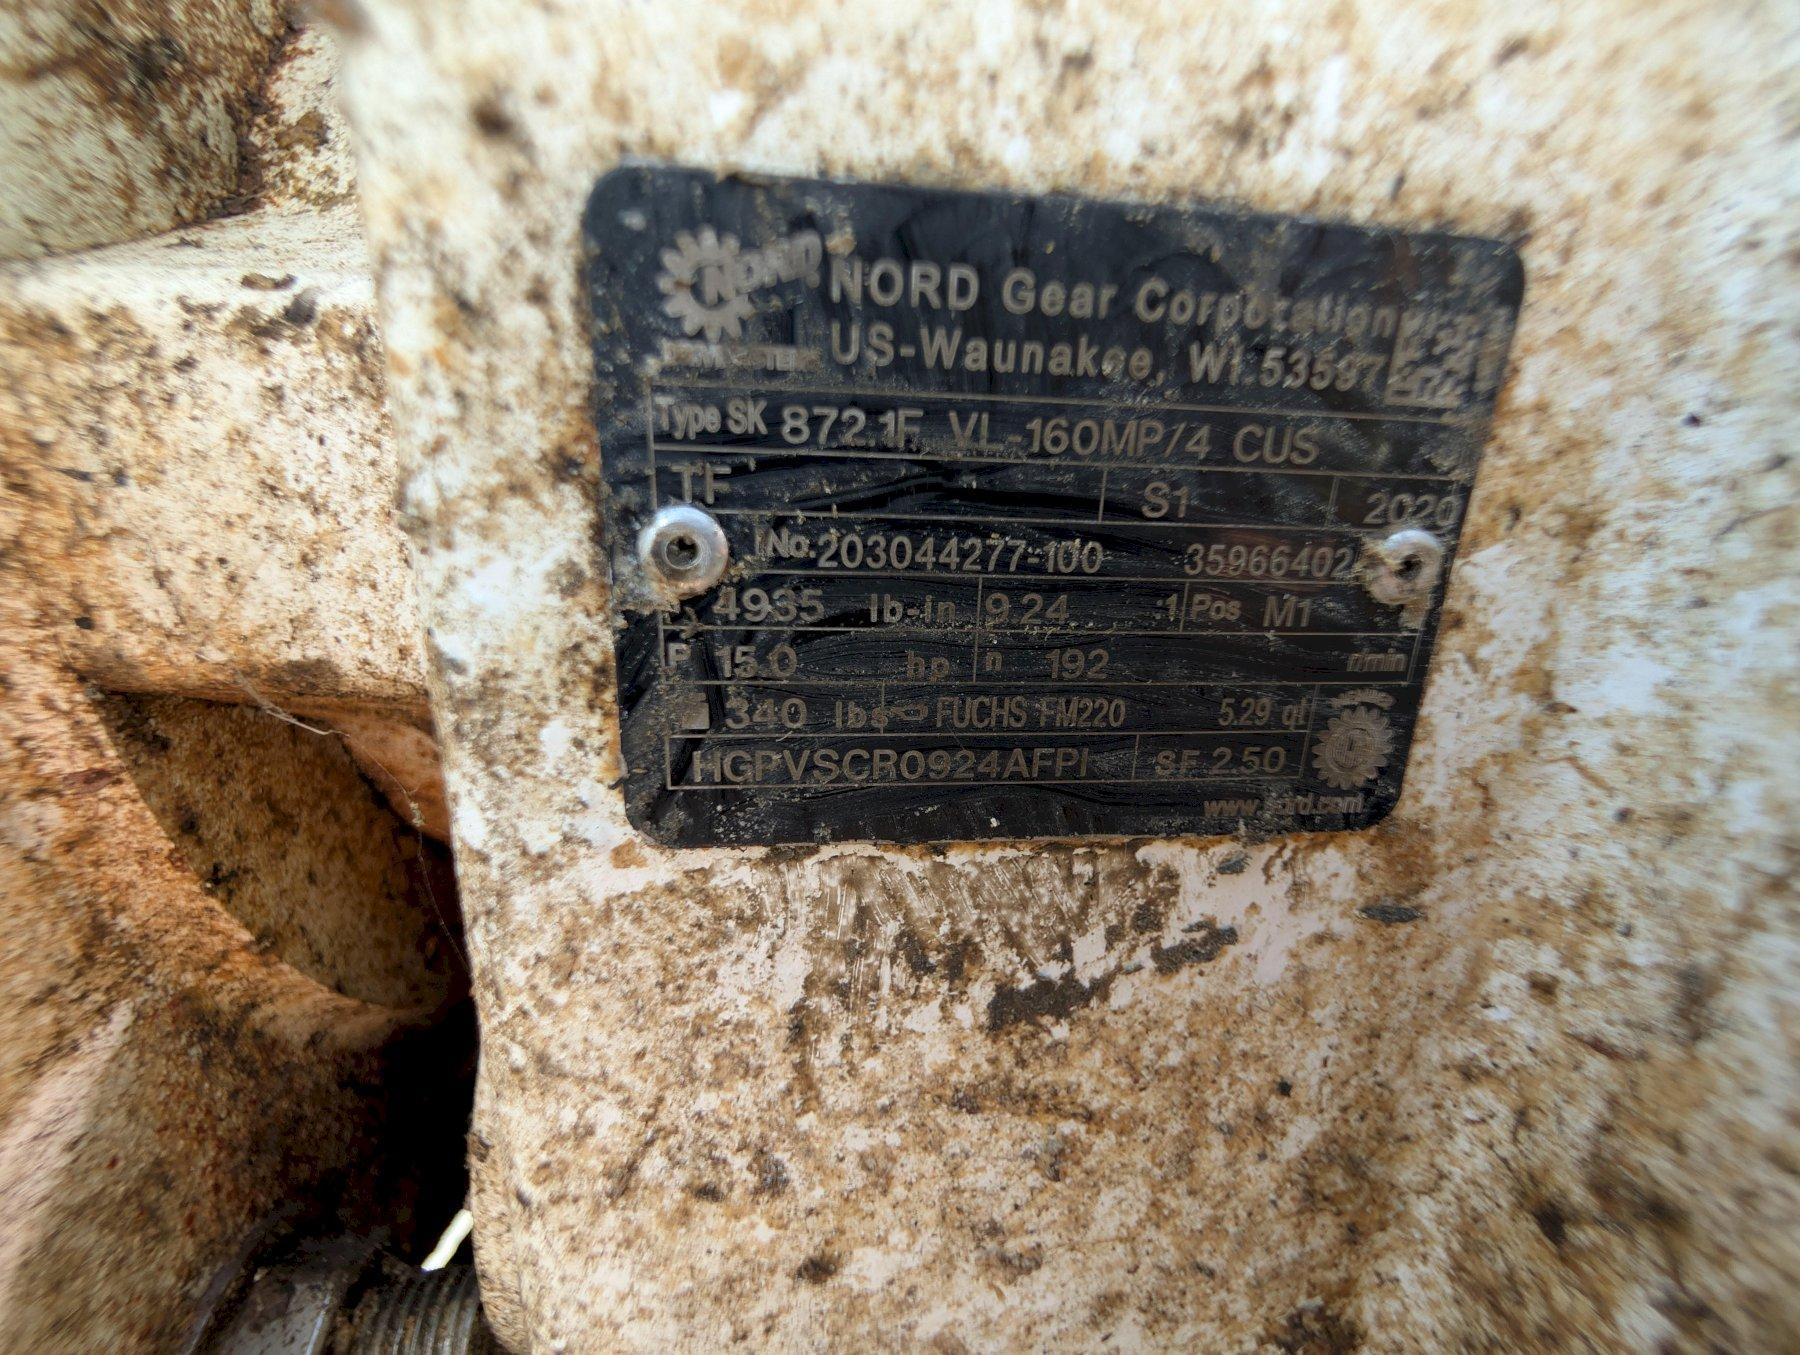 NORD
NORD Gear Corporation
DRIVESYSTEMS US-Waunakee, WI 53597
Type SK 872.1F VL-160MP/4 CUS
TF S1 2020
No. 203044277-100 35966402
4935 lb-in 9.24 :1 Pos M1
P 15.0 hp n 192 r/min
340 lbs FUCHS FM220 5.29 qt
HGPVSCR0924AFPI SF 2.50
www.nord.com